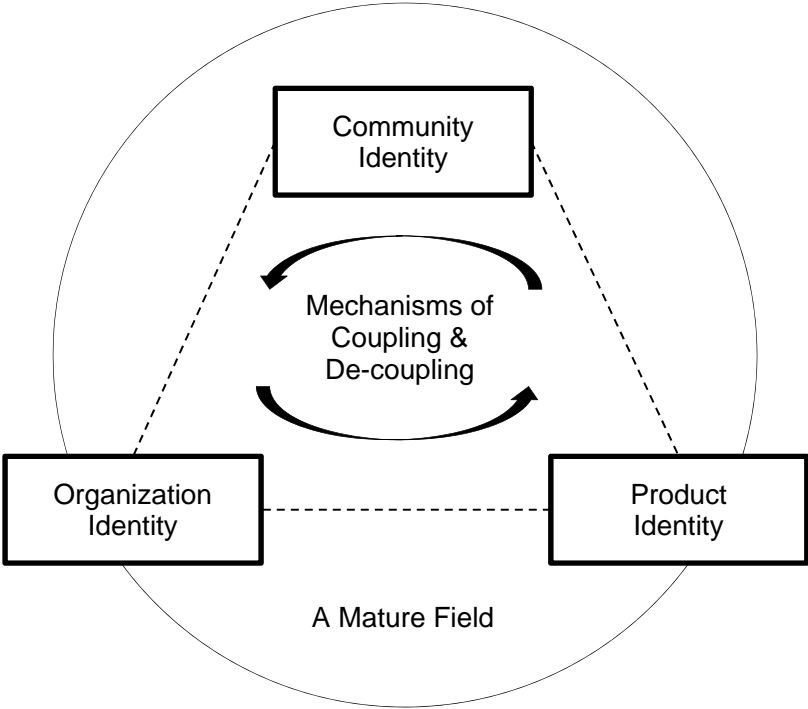 Community
Identity
Mechanisms of
Coupling &
De-coupling
Organization
Identity
Product
Identity
A Mature Field